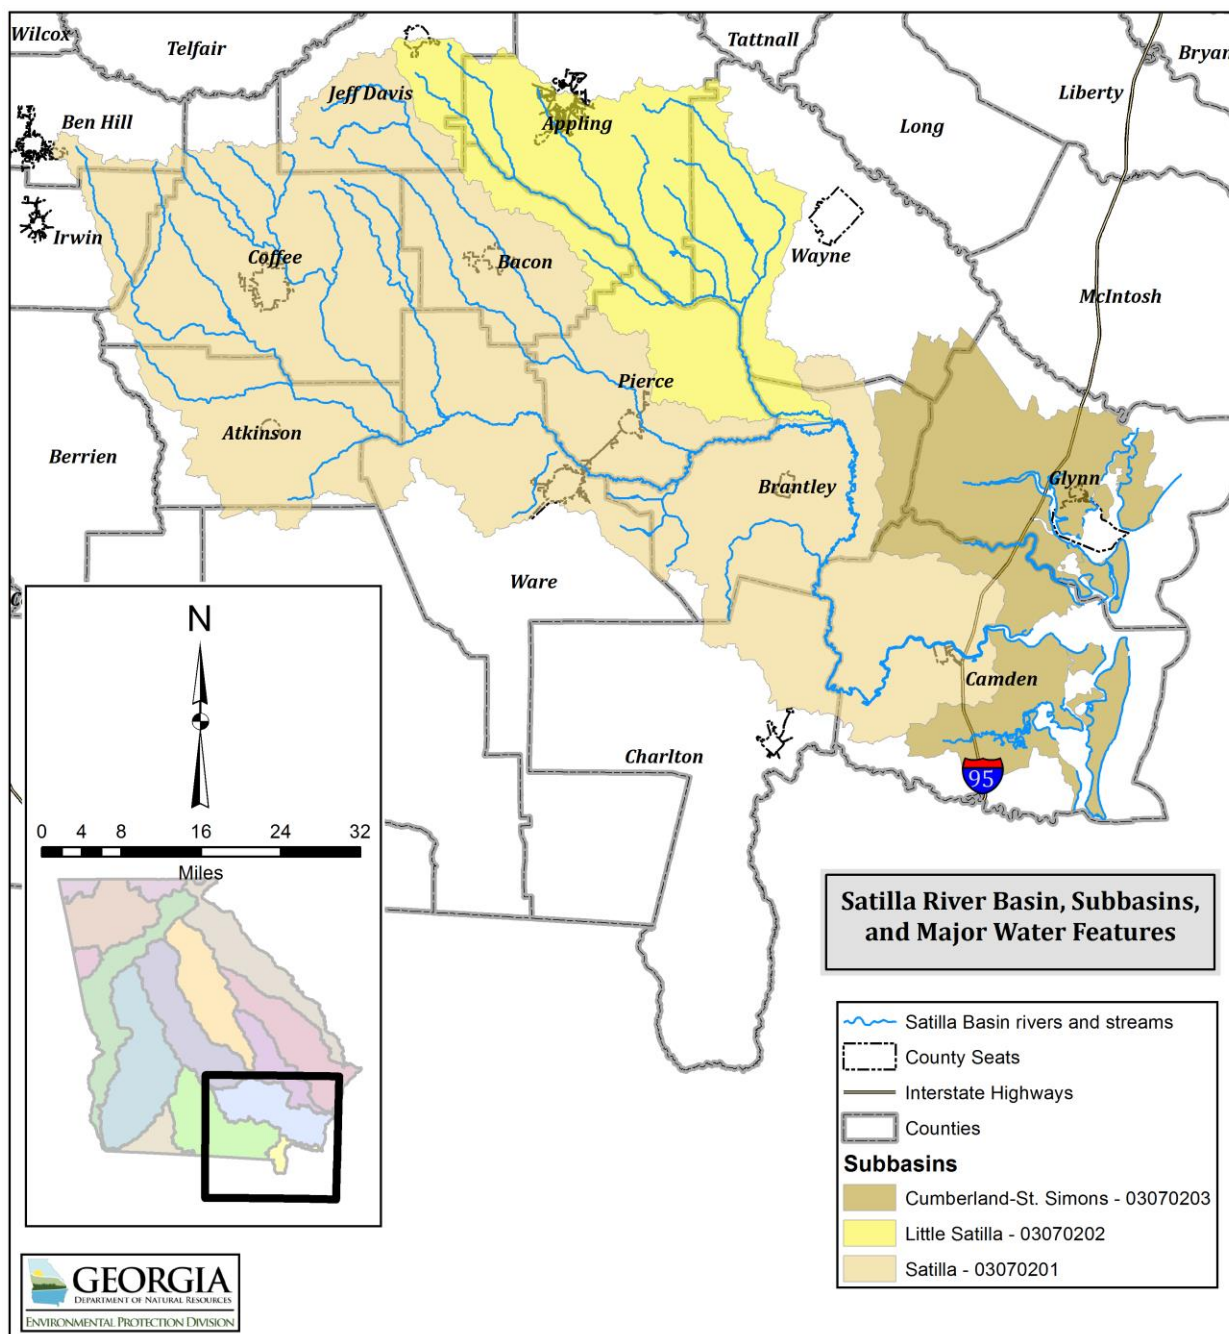 Wilcox
Telfair
Tattnall
Bryan
Jeff Davis
Liberty
Ben Hill
Appling
Long
Irwin
Coffee
Bacon
Wayne
McIntosh
Pierce
Atkinson
Berrien
Brantley
Glynn
Ware
Camden
Charlton
95
N
0 4 8 16 24 32
Miles
Satilla River Basin, Subbasins,
and Major Water Features
Satilla Basin rivers and streams
County Seats
Interstate Highways
Counties
Subbasins
Cumberland-St. Simons - 03070203
Little Satilla - 03070202
Satilla - 03070201
GEORGIA
DEPARTMENT OF NATURAL RESOURCES
ENVIRONMENTAL PROTECTION DIVISION